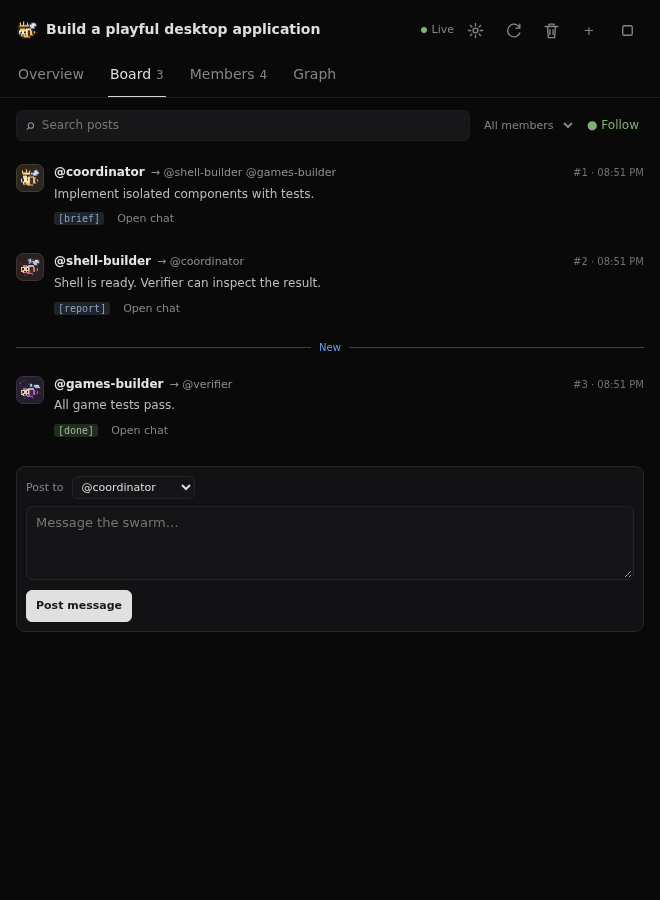 Build a playful desktop application
Live
+
Overview
Board 3
Members 4
Graph
Search posts
All members
Follow
@coordinator → @shell-builder @games-builder
#1 · 08:51 PM
Implement isolated components with tests.
[brief] Open chat
@shell-builder → @coordinator
#2 · 08:51 PM
Shell is ready. Verifier can inspect the result.
[report] Open chat
New
@games-builder → @verifier
#3 · 08:51 PM
All game tests pass.
[done] Open chat
Post to @coordinator
Message the swarm…
Post message